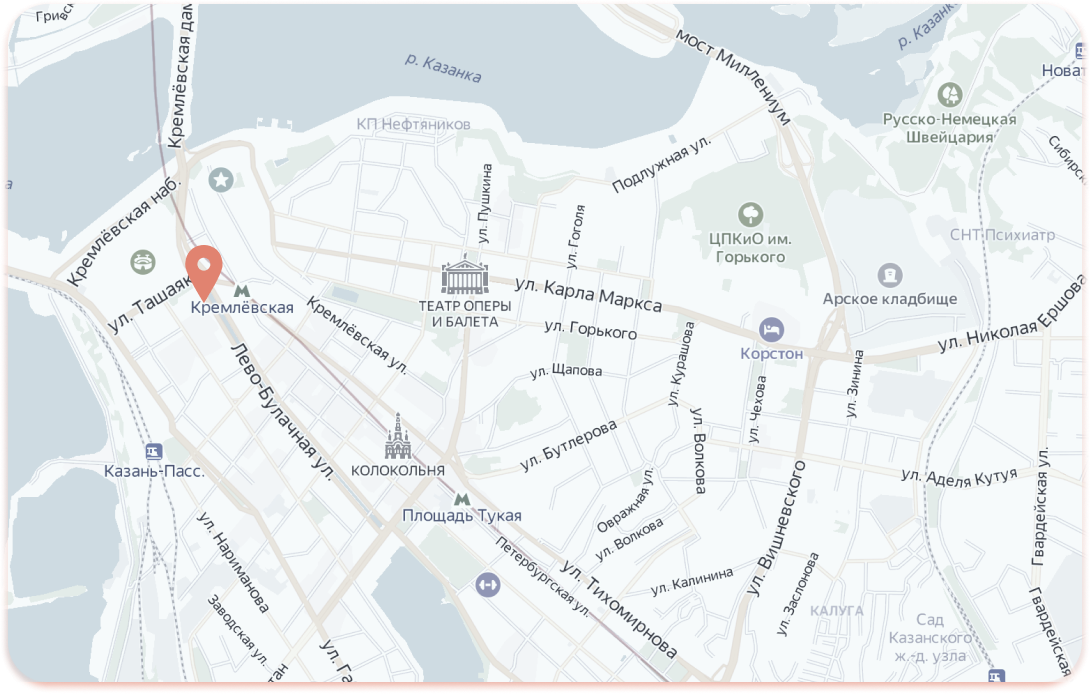 Гривск
Кремлёвская дам
р. Казанка
мост Миллениум
р. Казанка
Новат
КП Нефтяников
Русско-Немецкая
Швейцария
Сибирск
Подлужная ул.
Кремлёвская наб.
ул. Пушкина
ул. Гоголя
ЦПКиО им.
Горького
СНТ Психиатр
ул. Ташаяк
Кремлёвская
ТЕАТР ОПЕРЫ
И БАЛЕТА
ул. Карла Маркса
Арское кладбище
ул. Николая Ершова
Кремлёвская ул.
ул. Горького
Корстон
ул. Щапова
ул. Курашова
ул. Чехова
ул. Зинина
Лево-Булачная ул.
ул. Бутлерова
ул. Волкова
Казань-Пасс.
КОЛОКОЛЬНЯ
ул. Аделя Кутуя
Гвардейская ул.
Площадь Тукая
Овражная ул.
ул. Волкова
ул. Вишневского
ул. Нариманова
Петербургская ул.
ул. Тихомирнова
ул. Калинина
ул. Заслонова
КАЛУГА
Гвардейская
Заводская ул.
Сад
Казанского
ж.-д. узла
ул. Га
тан